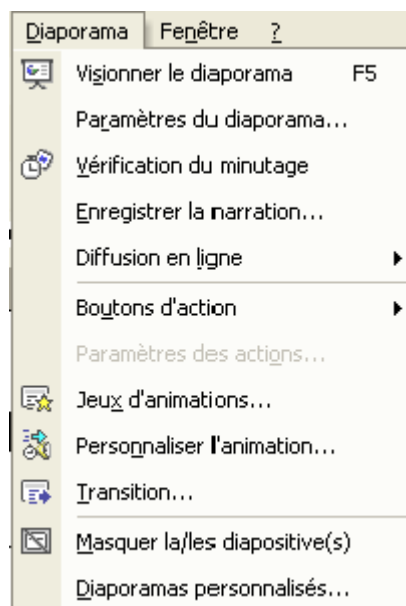 Diaporama Fenêtre ?
Visionner le diaporama F5
Paramètres du diaporama...
Vérification du minutage
Enregistrer la narration...
Diffusion en ligne
Boutons d'action
Paramètres des actions...
Jeux d'animations...
Personnaliser l'animation...
Transition...
Masquer la/les diapositive(s)
Diaporamas personnalisés...